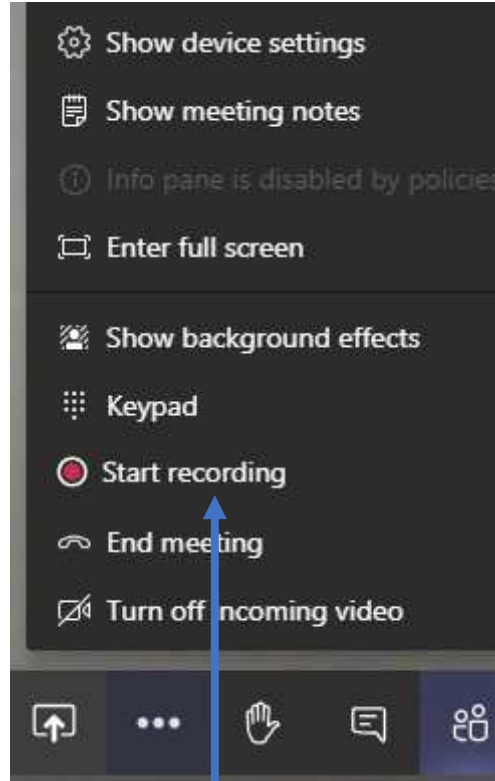 Show device settings
Show meeting notes
Info pane is disabled by policies
Enter full screen
Show background effects
Keypad
Start recording
End meeting
Turn off incoming video